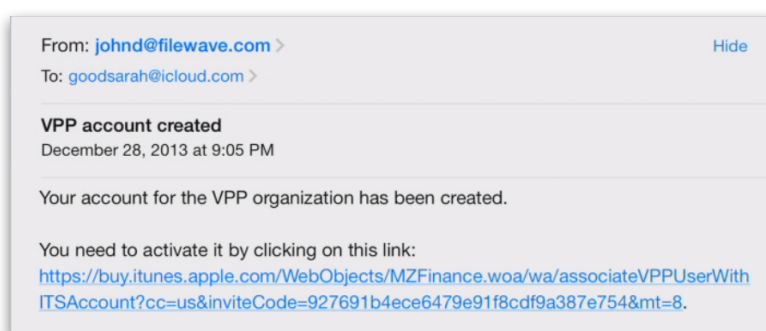 From: johnd@filewave.com >
Hide
To: goodsarah@icloud.com >
VPP account created
December 28, 2013 at 9:05 PM
Your account for the VPP organization has been created.
You need to activate it by clicking on this link:
https://buy.itunes.apple.com/WebObjects/MZFinance.woa/wa/associateVPPUserWith
ITSAccount?cc=us&inviteCode=927691b4ece6479e91f8cdf9a387e754&mt=8.